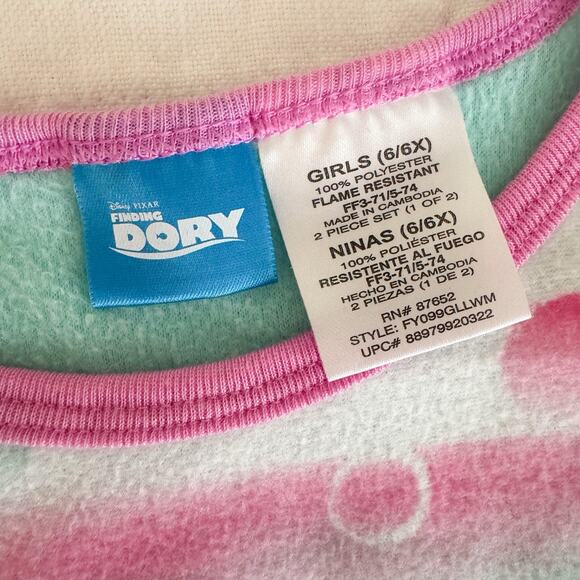 Disney PIXAR
FINDING
DORY
GIRLS (6/6X)
100% POLYESTER
FLAME RESISTANT
FF3-71/5-74
MADE IN CAMBODIA
2 PIECE SET (1 OF 2)
NINAS (6/6X)
100% POLIÉSTER
RESISTENTE AL FUEGO
FF3-71/5-74
HECHO EN CAMBODIA
2 PIEZAS (1 DE 2)
RN# 87652
STYLE: FY099GLLWM
UPC# 88979920322